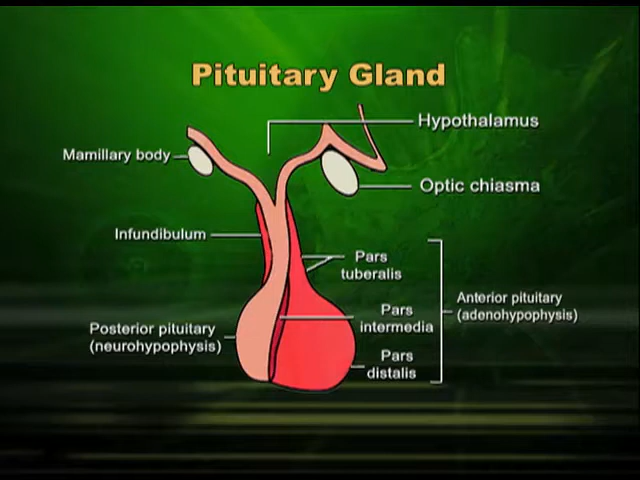 Pituitary Gland
Hypothalamus
Mamillary body
Optic chiasma
Infundibulum
Pars
tuberalis
Anterior pituitary
(adenohypophysis)
Pars
intermedia
Posterior pituitary
(neurohypophysis)
Pars
distalis